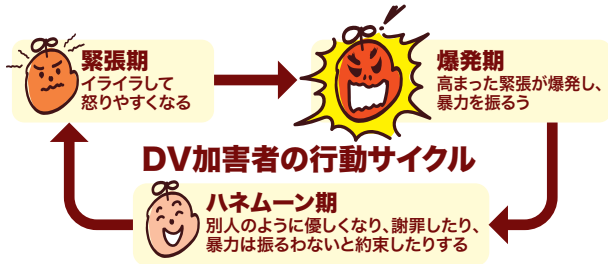 緊張期
イライラして
怒りやすくなる
爆発期
高まった緊張が爆発し、
暴力を振るう
DV加害者の行動サイクル
ハネムーン期
別人のように優しくなり、謝罪したり、
暴力は振るわないと約束したりする